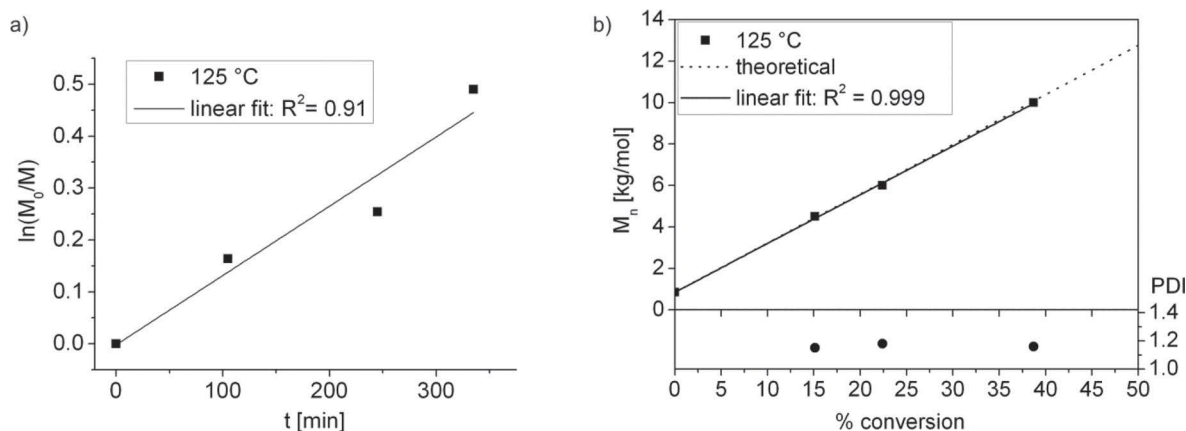 a)
125 °C
linear fit: R²= 0.91
0.5
0.4
0.3
0.2
0.1
0.0
ln(M₀/M)
0 100 200 300
t [min]
b)
125 °C
theoretical
linear fit: R² = 0.999
14
12
10
8
6
4
2
0
Mₙ [kg/mol]
PDI
1.4
1.2
1.0
0 5 10 15 20 25 30 35 40 45 50
% conversion